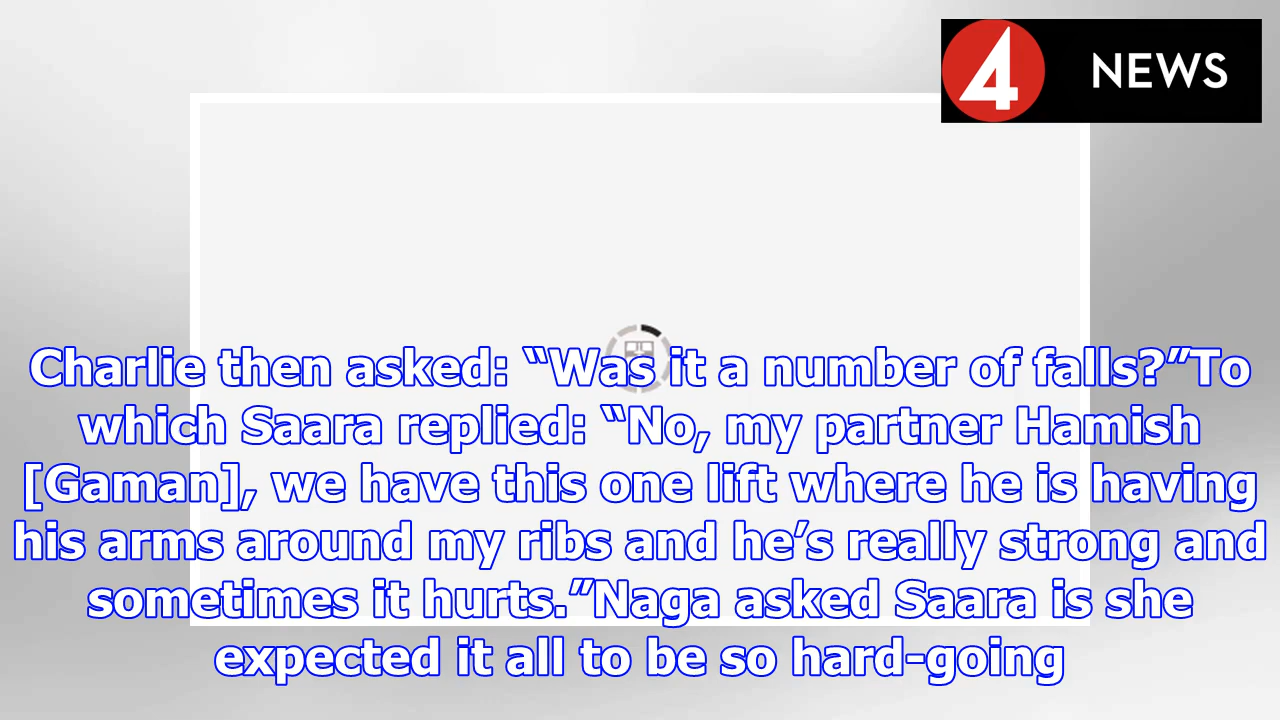 4 NEWS
Charlie then asked: “Was it a number of falls?”To
which Saara replied: “No, my partner Hamish
[Gaman], we have this one lift where he is having
his arms around my ribs and he’s really strong and
sometimes it hurts.”Naga asked Saara is she
expected it all to be so hard-going